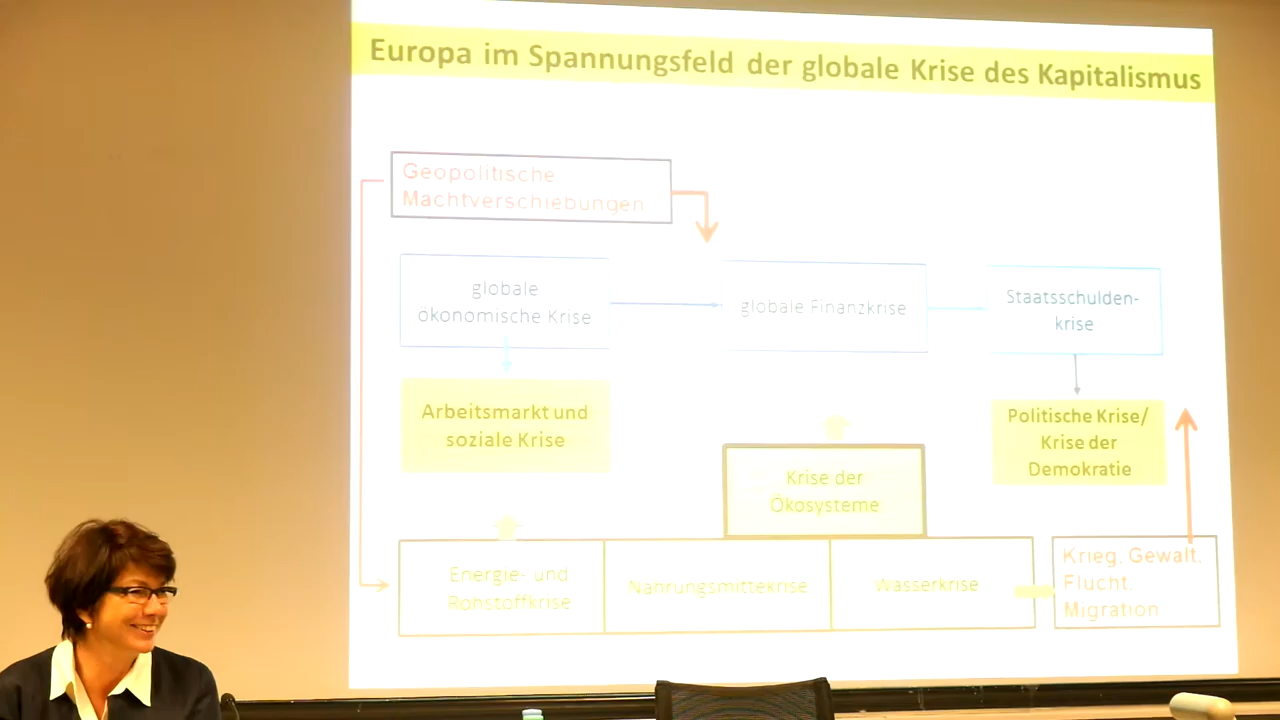 Europa im Spannungsfeld der globale Krise des Kapitalismus
Geopolitische
Machtverschiebungen
globale
ökonomische Krise
globale Finanzkrise
Staatsschulden-
krise
Arbeitsmarkt und
soziale Krise
Politische Krise/
Krise der
Demokratie
Krise der
Ökosysteme
Energie- und
Rohstoffkrise
Nahrungsmittekrise
Wasserkrise
Krieg, Gewalt,
Flucht,
Migration